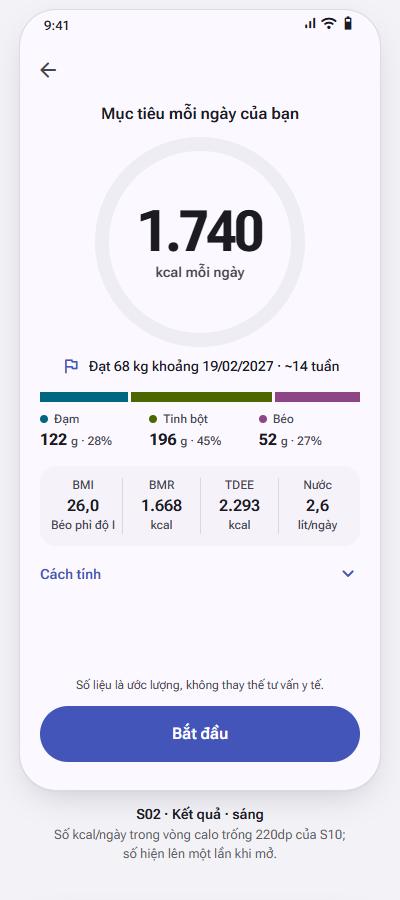 9:41
Mục tiêu mỗi ngày của bạn
1.740
kcal mỗi ngày
Đạt 68 kg khoảng 19/02/2027 · ~14 tuần
Đạm Tinh bột Béo
122 g · 28% 196 g · 45% 52 g · 27%
BMI BMR TDEE Nước
26,0 1.668 2.293 2,6
Béo phì độ I kcal kcal lít/ngày
Cách tính
Số liệu là ước lượng, không thay thế tư vấn y tế.
Bắt đầu
S02 · Kết quả · sáng
Số kcal/ngày trong vòng calo trống 220dp của S10;
số hiện lên một lần khi mở.